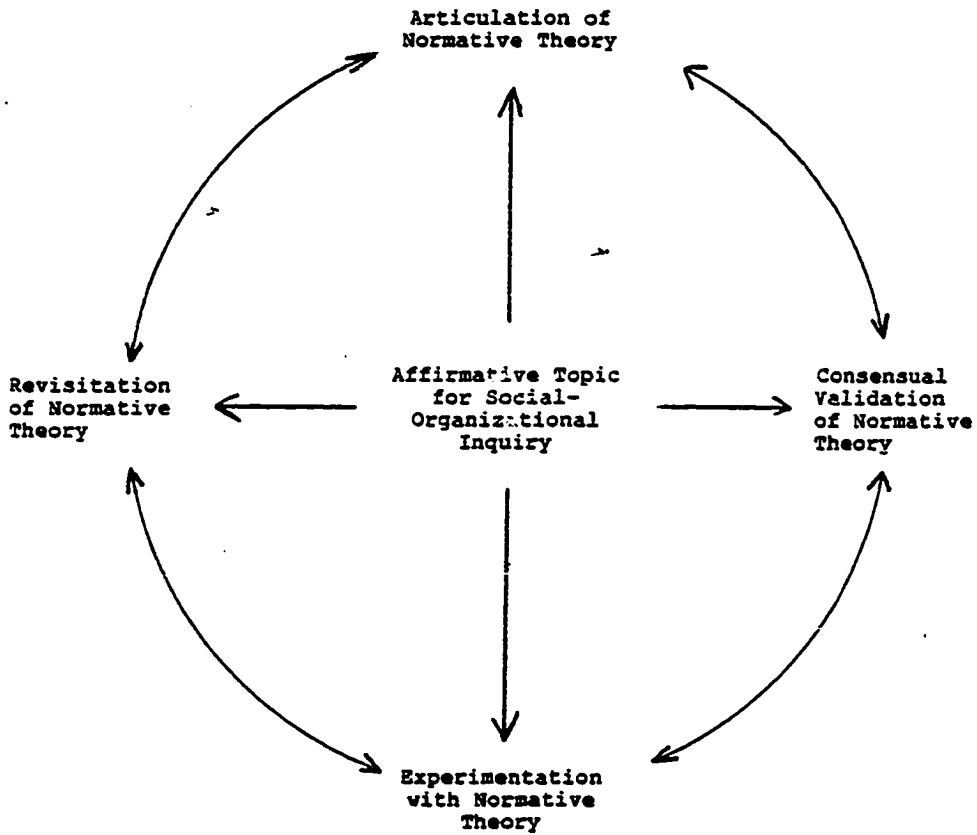 Articulation of
Normative Theory
Revisitation
of Normative
Theory
Affirmative Topic
for Social-
Organizational
Inquiry
Consensual
Validation
of Normative
Theory
Experimentation
with Normative
Theory